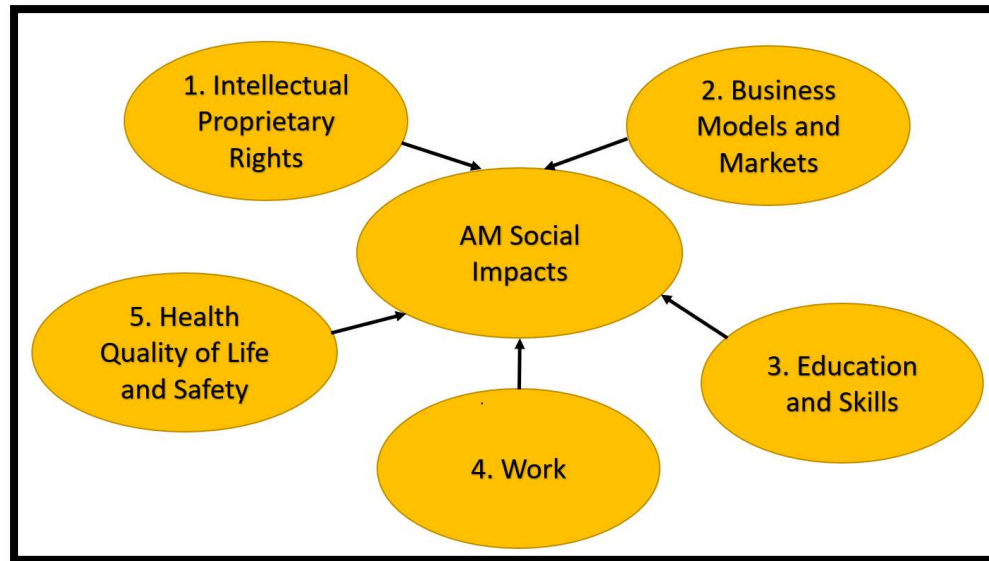 1. Intellectual
Proprietary
Rights
2. Business
Models and
Markets
AM Social
Impacts
5. Health
Quality of Life
and Safety
3. Education
and Skills
4. Work